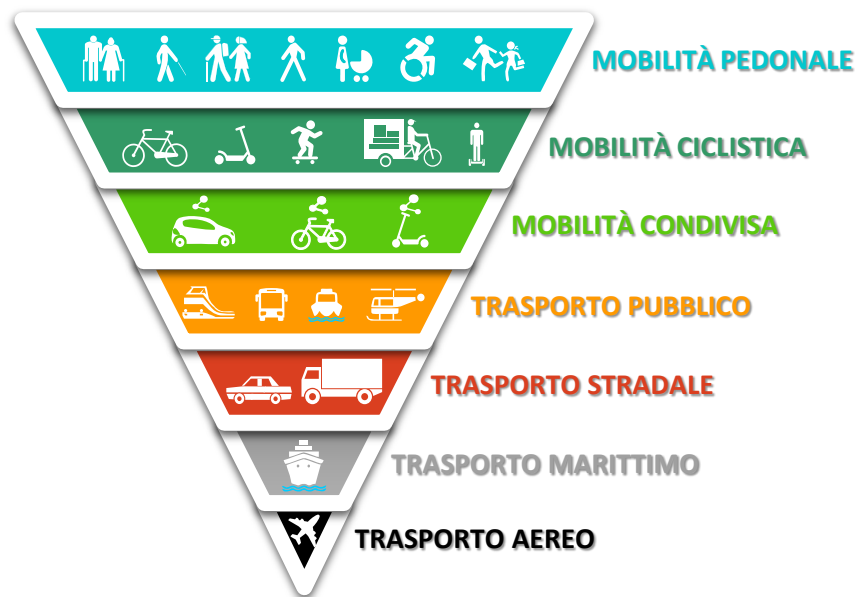 MOBILITÀ PEDONALE
MOBILITÀ CICLISTICA
MOBILITÀ CONDIVISA
TRASPORTO PUBBLICO
TRASPORTO STRADALE
TRASPORTO MARITTIMO
TRASPORTO AEREO